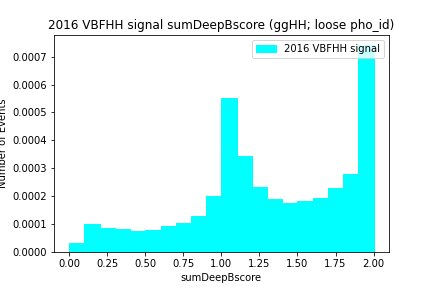 2016 VBFHH signal sumDeepBscore (ggHH; loose pho_id)
2016 VBFHH signal
Number of Events
0.0007
0.0006
0.0005
0.0004
0.0003
0.0002
0.0001
0.0000
0.00 0.25 0.50 0.75 1.00 1.25 1.50 1.75 2.00
sumDeepBscore